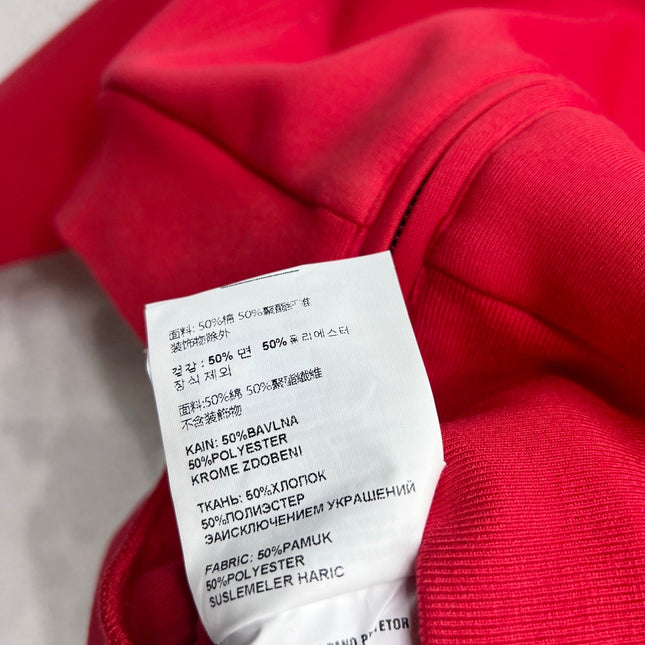 面料: 50%棉 50%聚酯纤维
装饰物除外
겉감 : 50% 면 50% 폴리에스터
장식 제외
面料:50%綿 50%聚酯纖維
不含装飾物
KAIN: 50%BAVLNA
50%POLYESTER
KROME ZDOBENI
ТКАНЬ: 50%ХЛОПОК
50%ПОЛИЭСТЕР
ЗАИСКЛЮЧЕНИЕМ УКРАШЕНИЙ
FABRIC: 50%PAMUK
50%POLYESTER
SUSLEMELER HARIC